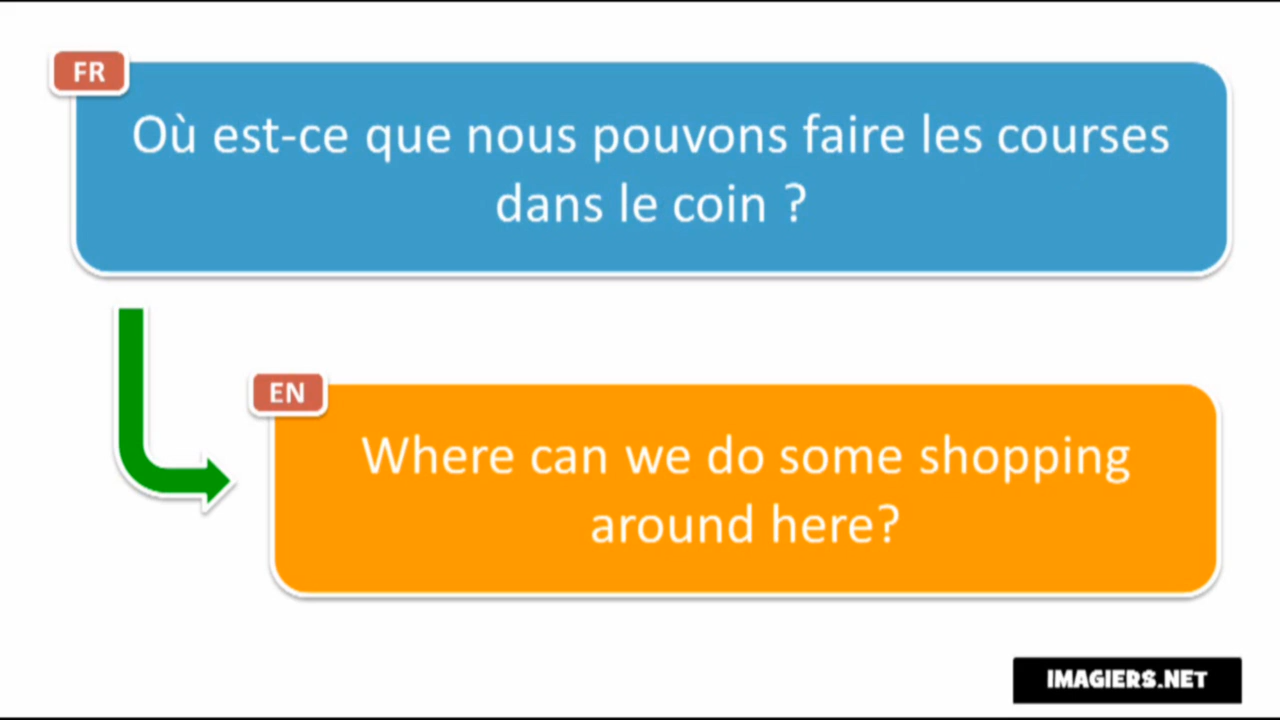 FR
Où est-ce que nous pouvons faire les courses
dans le coin ?
EN
Where can we do some shopping
around here?
IMAGIERS.NET